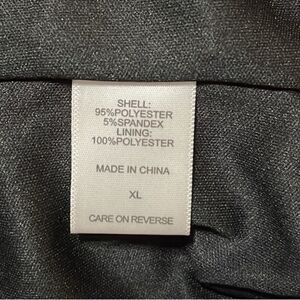 SHELL:
95%POLYESTER
5%SPANDEX
LINING:
100%POLYESTER
MADE IN CHINA
XL
CARE ON REVERSE